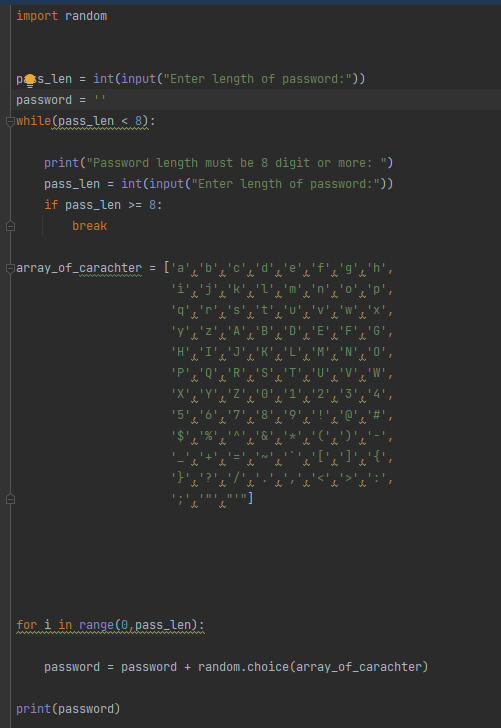 import random
pass_len = int(input("Enter length of password:"))
password = ''
while(pass_len < 8):
print("Password length must be 8 digit or more: ")
pass_len = int(input("Enter length of password:"))
if pass_len >= 8:
break
array_of_carachter = ['a','b','c','d','e','f','g','h',
'i','j','k','l','m','n','o','p',
'q','r','s','t','u','v','w','x',
'y','z','A','B','D','E','F','G',
'H','I','J','K','L','M','N','O',
'P','Q','R','S','T','U','V','W',
'X','Y','Z','0','1','2','3','4',
'5','6','7','8','9','!','@','#',
'$','%','^','&','*','(',')','-',
'_','+','=','~','`','[',']','{',
'}','?','/','.',',','<','>',':',
';','"',"'"]
for i in range(0,pass_len):
password = password + random.choice(array_of_carachter)
print(password)